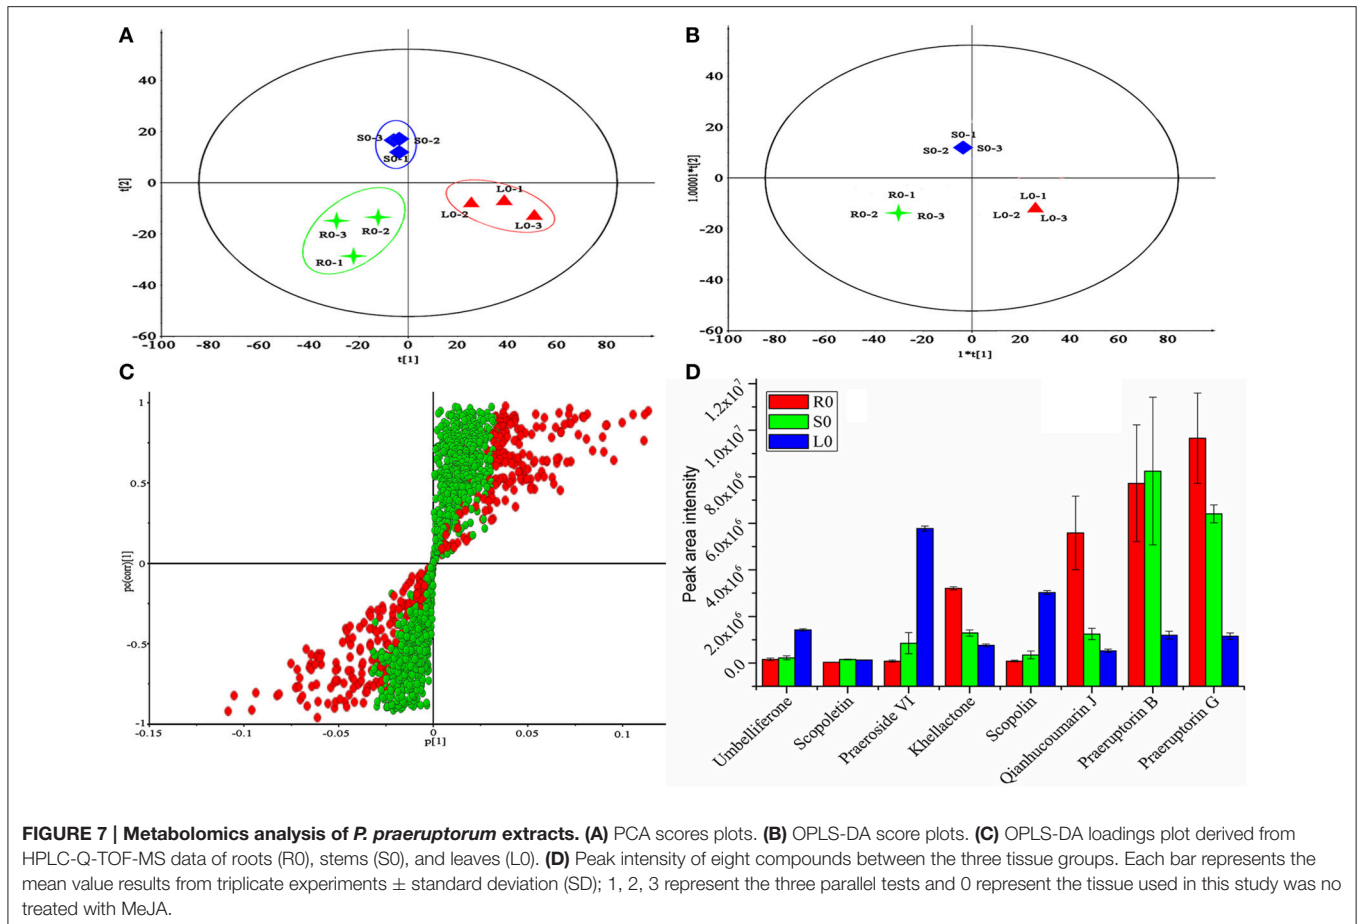 A
40
20
0
-20
-40
-60
t[2]
-100
-80
-60
-40
-20
0
20
40
60
80
t[1]
S0-3
S0-2
S0-1
L0-1
L0-2
L0-3
R0-3
R0-2
R0-1
B
40
20
0
-20
-40
-60
1.00001*t[2]
-100
-80
-60
-40
-20
0
20
40
60
80
1*t[1]
S0-1
S0-2
S0-3
R0-1
R0-2
R0-3
L0-1
L0-2
L0-3
C
1
0.5
0
-0.5
-1
p(corr)[1]
-0.15
-0.1
-0.05
0
0.05
0.1
p[1]
D
R0
S0
L0
Peak area intensity
1.2x10⁷
1.0x10⁷
8.0x10⁶
6.0x10⁶
4.0x10⁶
2.0x10⁶
0.0
Umbelliferone
Scopoletin
Praeroside VI
Khellactone
Scopolin
Qianhucoumarin J
Praeruptorin B
Praeruptorin G
FIGURE 7 | Metabolomics analysis of P. praeruptorum extracts. (A) PCA scores plots. (B) OPLS-DA score plots. (C) OPLS-DA loadings plot derived from
HPLC-Q-TOF-MS data of roots (R0), stems (S0), and leaves (L0). (D) Peak intensity of eight compounds between the three tissue groups. Each bar represents the
mean value results from triplicate experiments ± standard deviation (SD); 1, 2, 3 represent the three parallel tests and 0 represent the tissue used in this study was no
treated with MeJA.